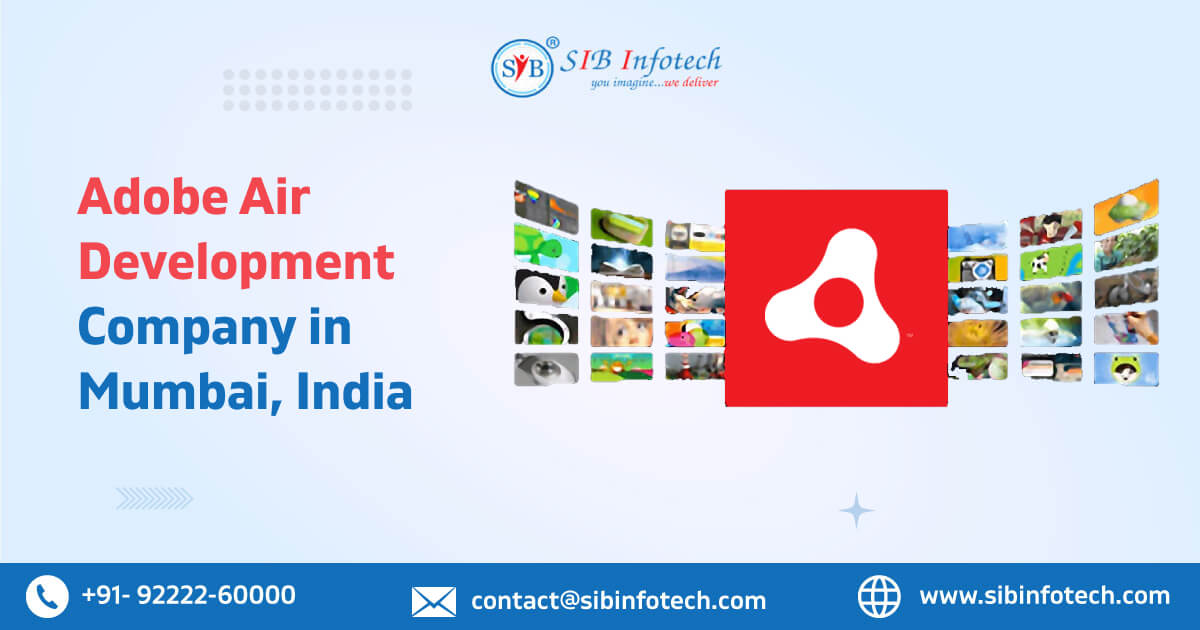 SIB
®
SIB Infotech
you imagine...we deliver
Adobe Air
Development
Company in
Mumbai, India
™
+91- 92222-60000
contact@sibinfotech.com
www.sibinfotech.com